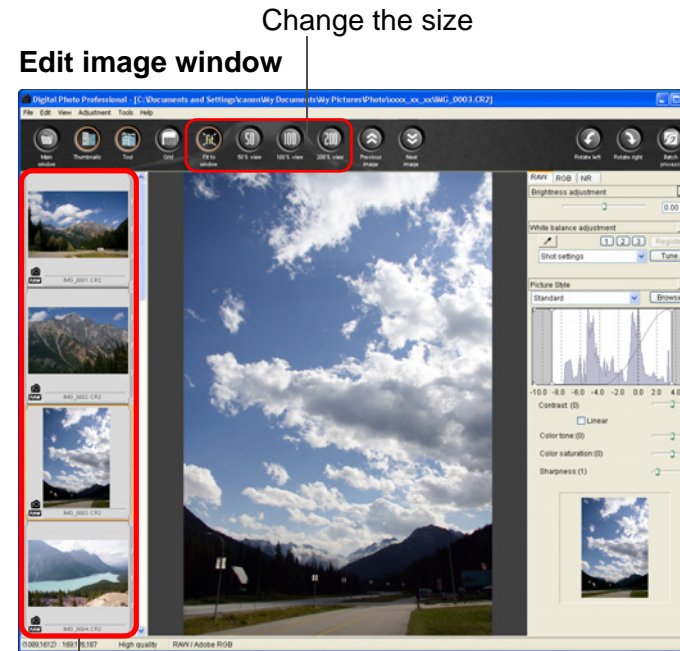 Change the size
Edit image window
Digital Photo Professional - [C:\Documents and Settings\canon\My Documents\My Pictures\Photo\xxxx_xx_xx\IMG_0003.CR2]
File Edit View Adjustment Tools Help
fit 50 100 200
Main window Thumbnails Tool Grid Fit to window 50% view 100% view 200% view Previous image Next image Rotate left Rotate right Batch
RAW RGB NR
Brightness adjustment
0.00
White balance adjustment
1 2 3 Register
Shot settings Tune...
IMG_0001.CR2
Picture Style
Standard Browse
IMG_0002.CR2
-10.0 -8.0 -6.0 -4.0 -2.0 0.0 2.0 4.0
Contrast:(0)
Linear
Color tone:(0)
Color saturation:(0)
Sharpness:(1)
IMG_0003.CR2
IMG_0004.CR2
High quality RAW / Adobe RGB